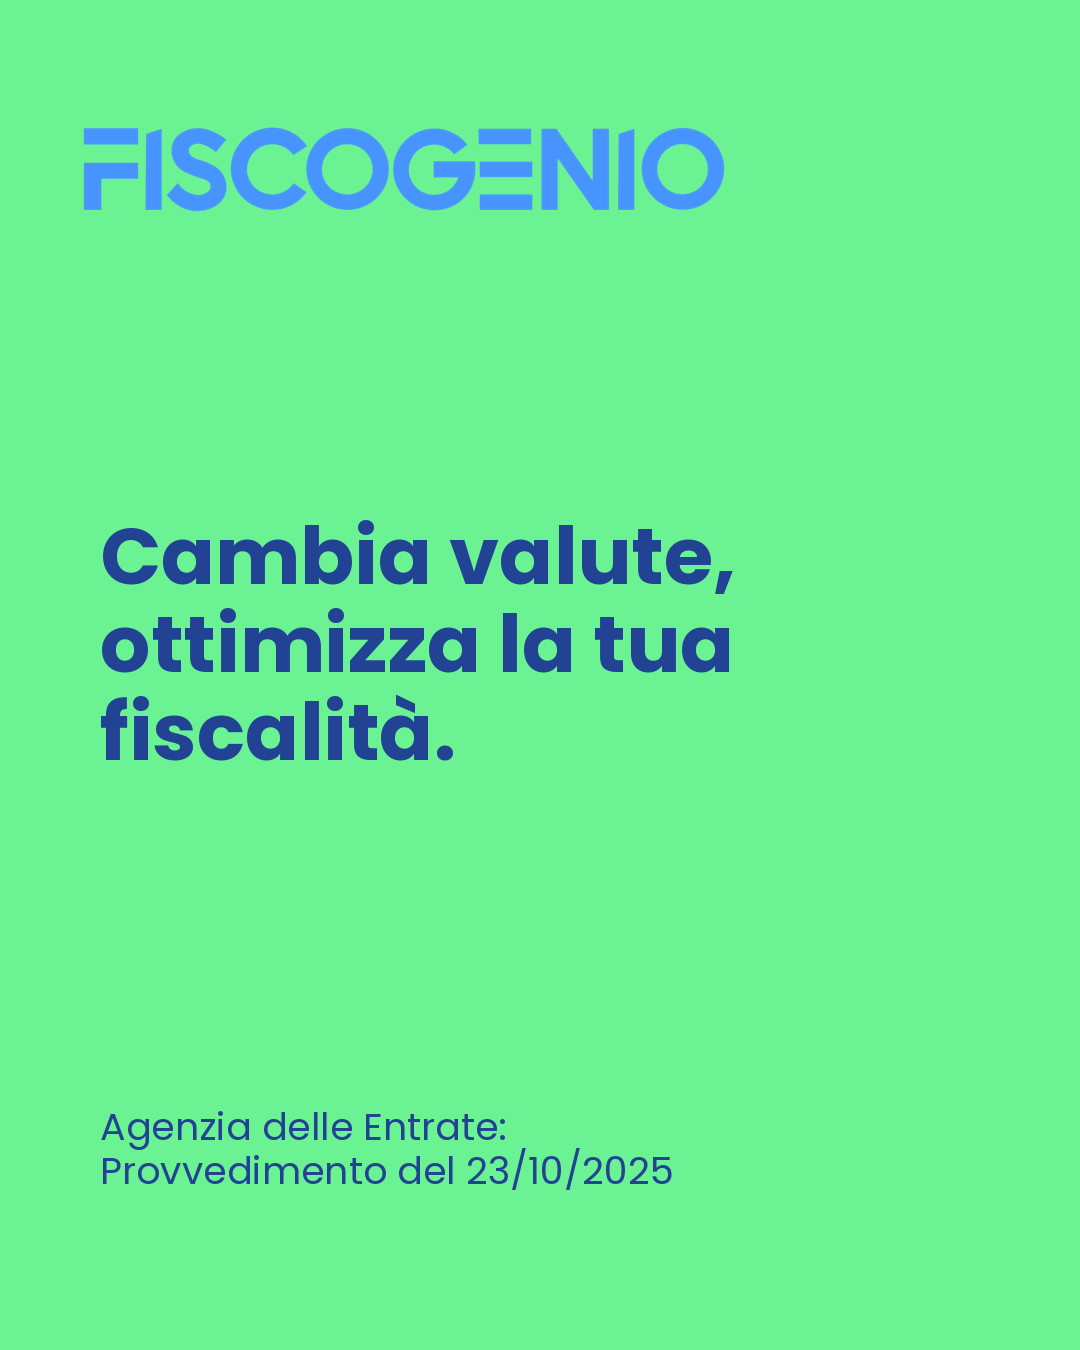 FISCOGENIO
Cambia valute,
ottimizza la tua
fiscalità.
Agenzia delle Entrate:
Provvedimento del 23/10/2025